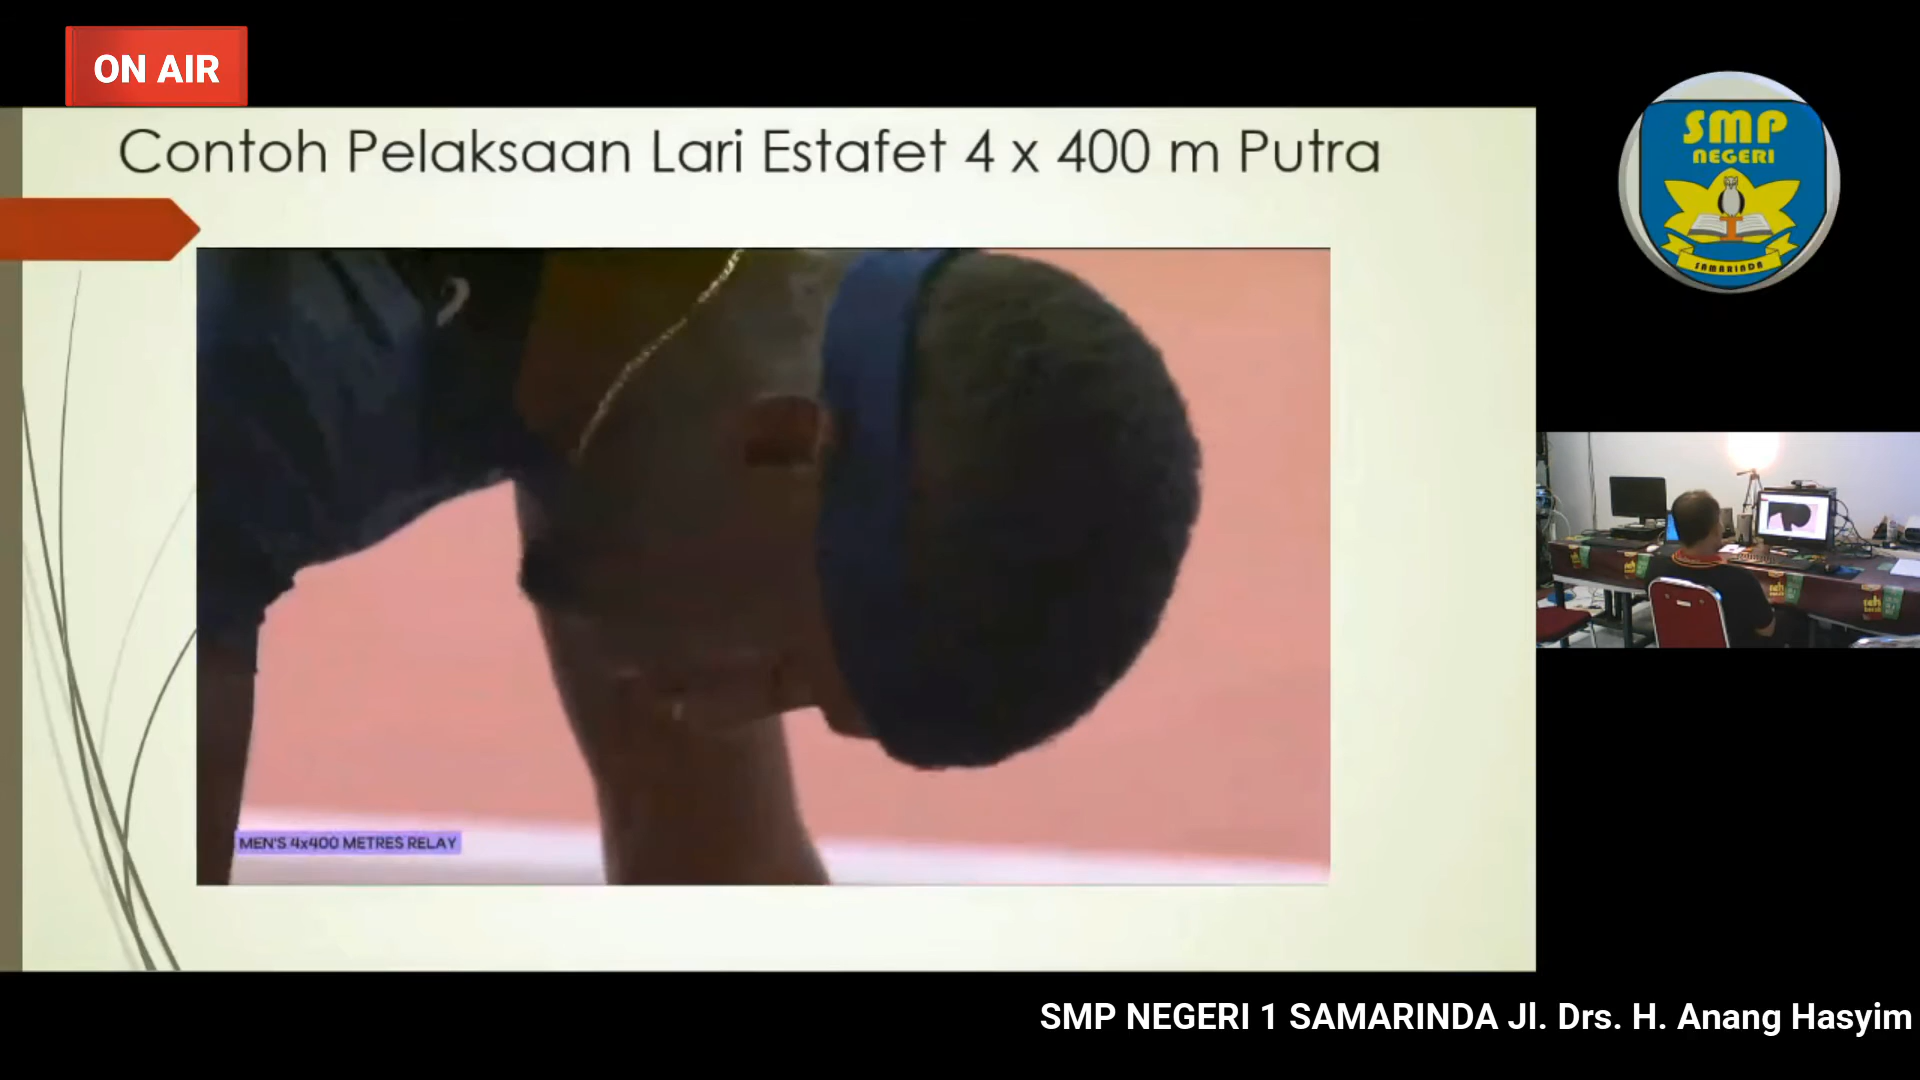 ON AIR
Contoh Pelaksaan Lari Estafet 4 x 400 m Putra
SMP
NEGERI
SAMARINDA
MEN'S 4x400 METRES RELAY
SMP NEGERI 1 SAMARINDA Jl. Drs. H. Anang Hasyim